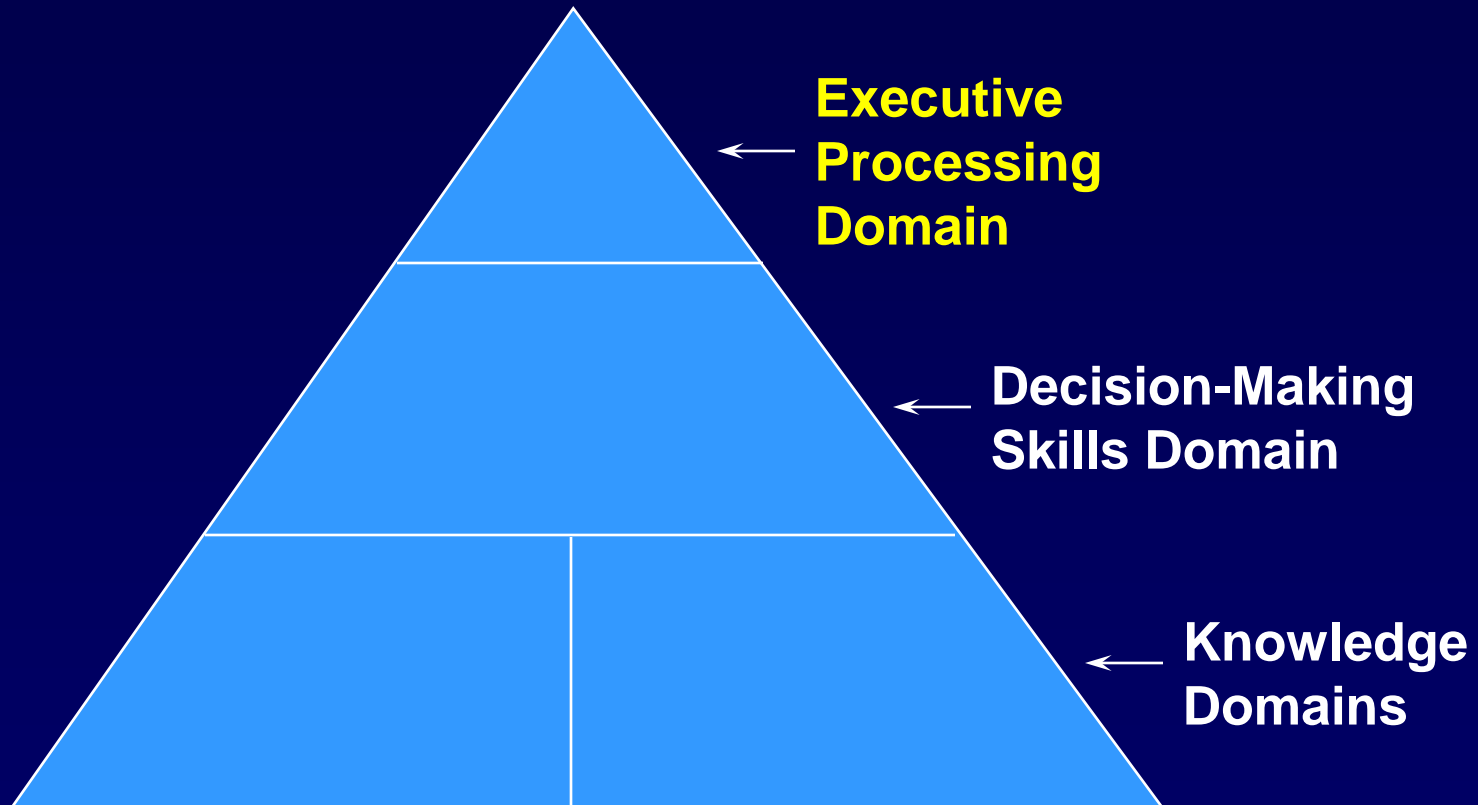 Executive
Processing
Domain
Decision-Making
Skills Domain
Knowledge
Domains